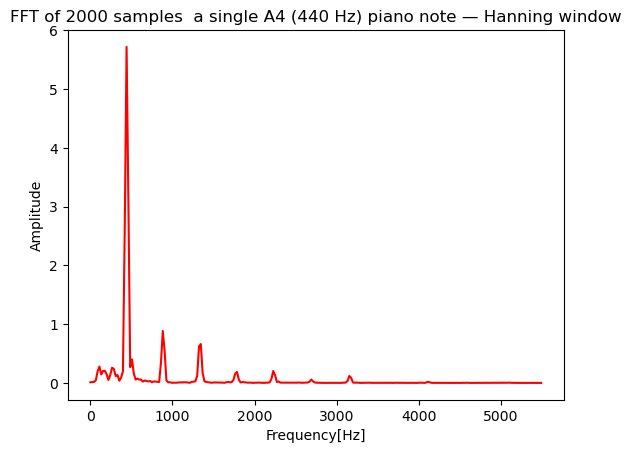 FFT of 2000 samples  a single A4 (440 Hz) piano note — Hanning window
6
5
4
3
2
1
0
Amplitude
0 1000 2000 3000 4000 5000
Frequency[Hz]